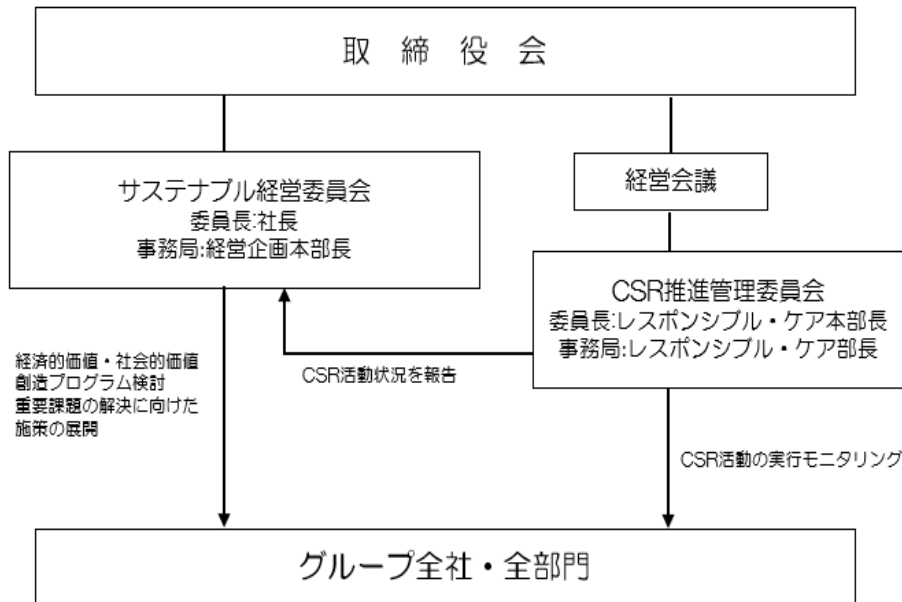 取締役会
サステナブル経営委員会
委員長:社長
事務局:経営企画本部長
経営会議
CSR推進管理委員会
委員長:レスポンシブル・ケア本部長
事務局:レスポンシブル・ケア部長
経済的価値・社会的価値
創造プログラム検討
重要課題の解決に向けた
施策の展開
CSR活動状況を報告
CSR活動の実行モニタリング
グループ全社・全部門